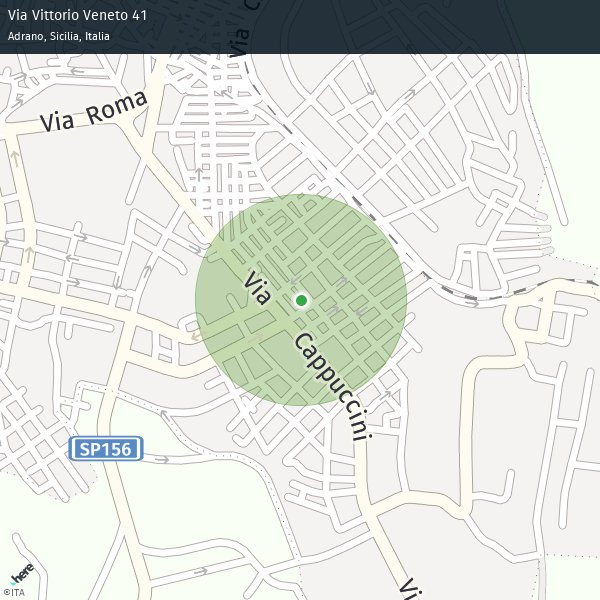 Via Vittorio Veneto 41
Adrano, Sicilia, Italia
Via C
Via Roma
Via Cappuccini
SP156
Vi
here
©ITA